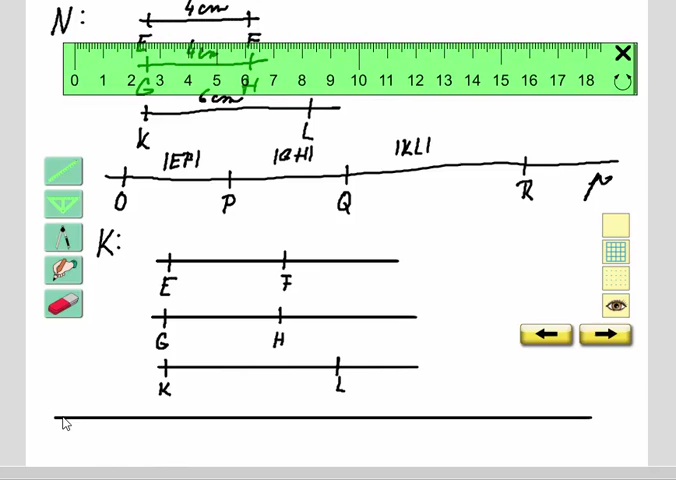 N:
4cm
E F
4cm
0 1 2 3 4 5 6 7 8 9 10 11 12 13 14 15 16 17 18
G H
6cm
K L
|EF| |GH| |KL|
O P Q R p
K:
E F
G H
K L